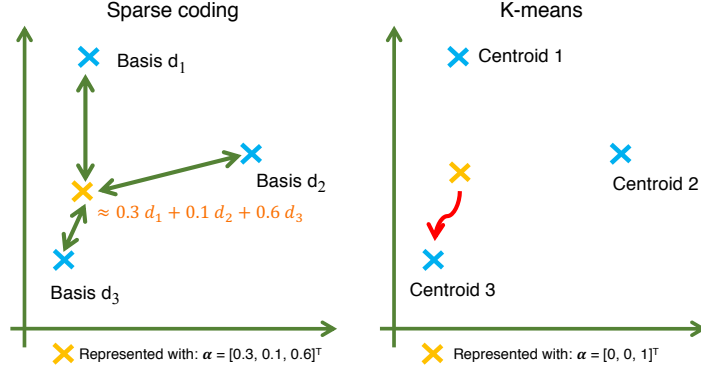 Sparse coding
Basis d₁
Basis d₂
≈ 0.3 d₁ + 0.1 d₂ + 0.6 d₃
Basis d₃
Represented with: α = [0.3, 0.1, 0.6]ᵀ
K-means
Centroid 1
Centroid 2
Centroid 3
Represented with: α = [0, 0, 1]ᵀ